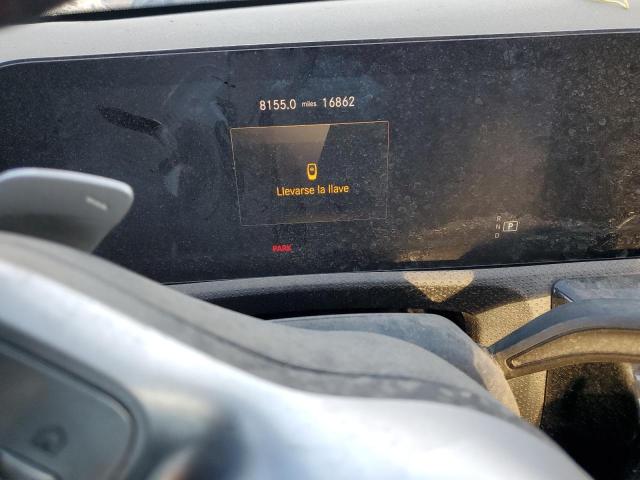 8155.0 miles 16862
Llevarse la llave
PARK
R
N P
D